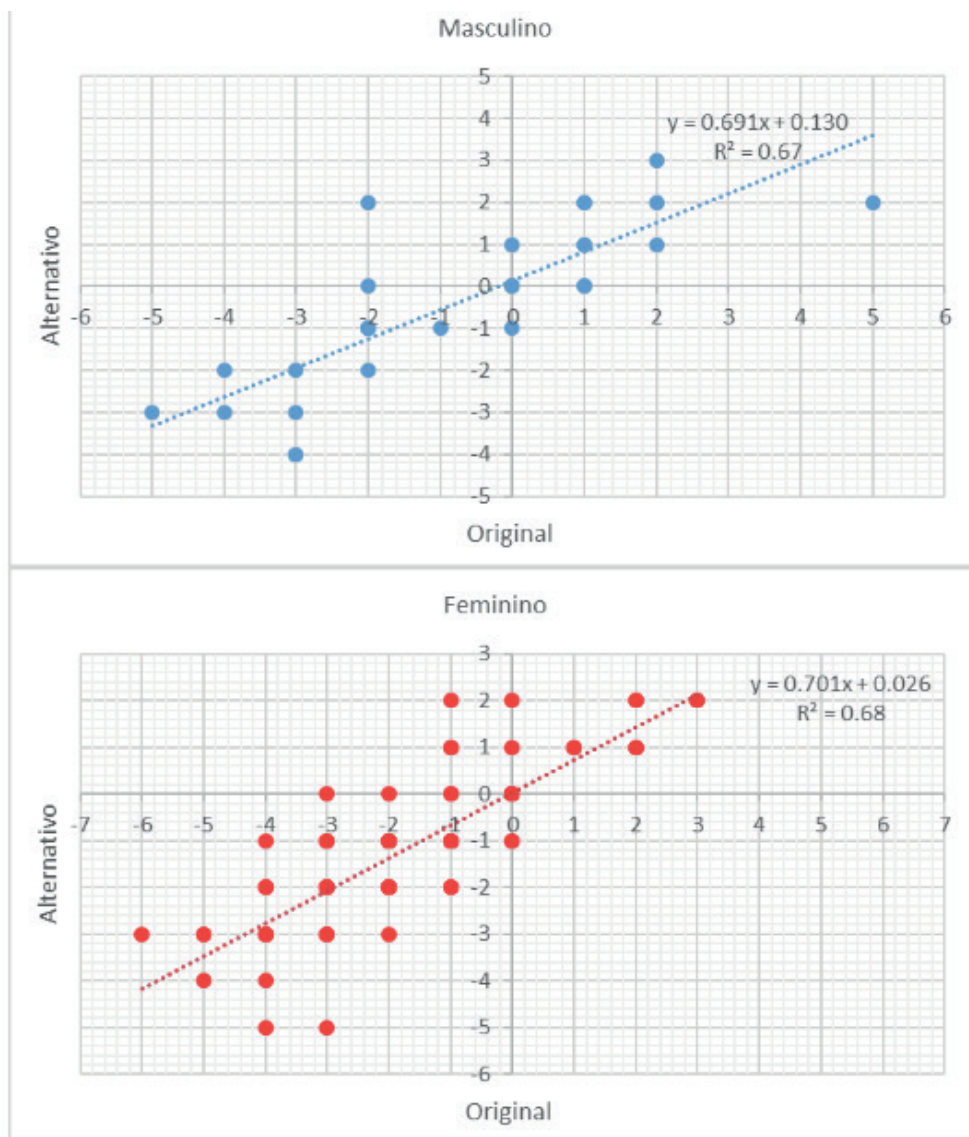 Masculino
5
4
y = 0.691x + 0.130
R² = 0.67
3
2
1
0
-6 -5 -4 -3 -2 -1 0 1 2 3 4 5 6
-1
-2
-3
-4
-5
Alternativo
Original
Feminino
3
y = 0.701x + 0.026
R² = 0.68
2
1
0
-7 -6 -5 -4 -3 -2 -1 0 1 2 3 4 5 6 7
-1
-2
-3
-4
-5
-6
Alternativo
Original